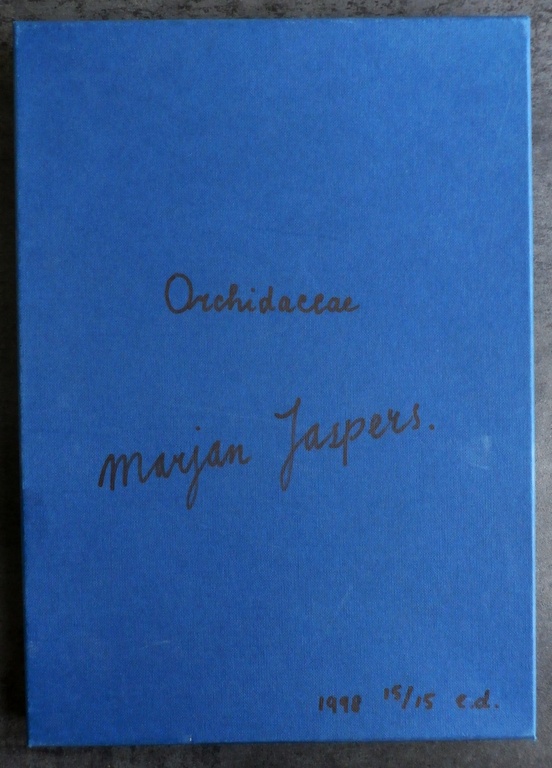 Orchidaceae
Marjan Jaspers.
1998 15/15 e.d.